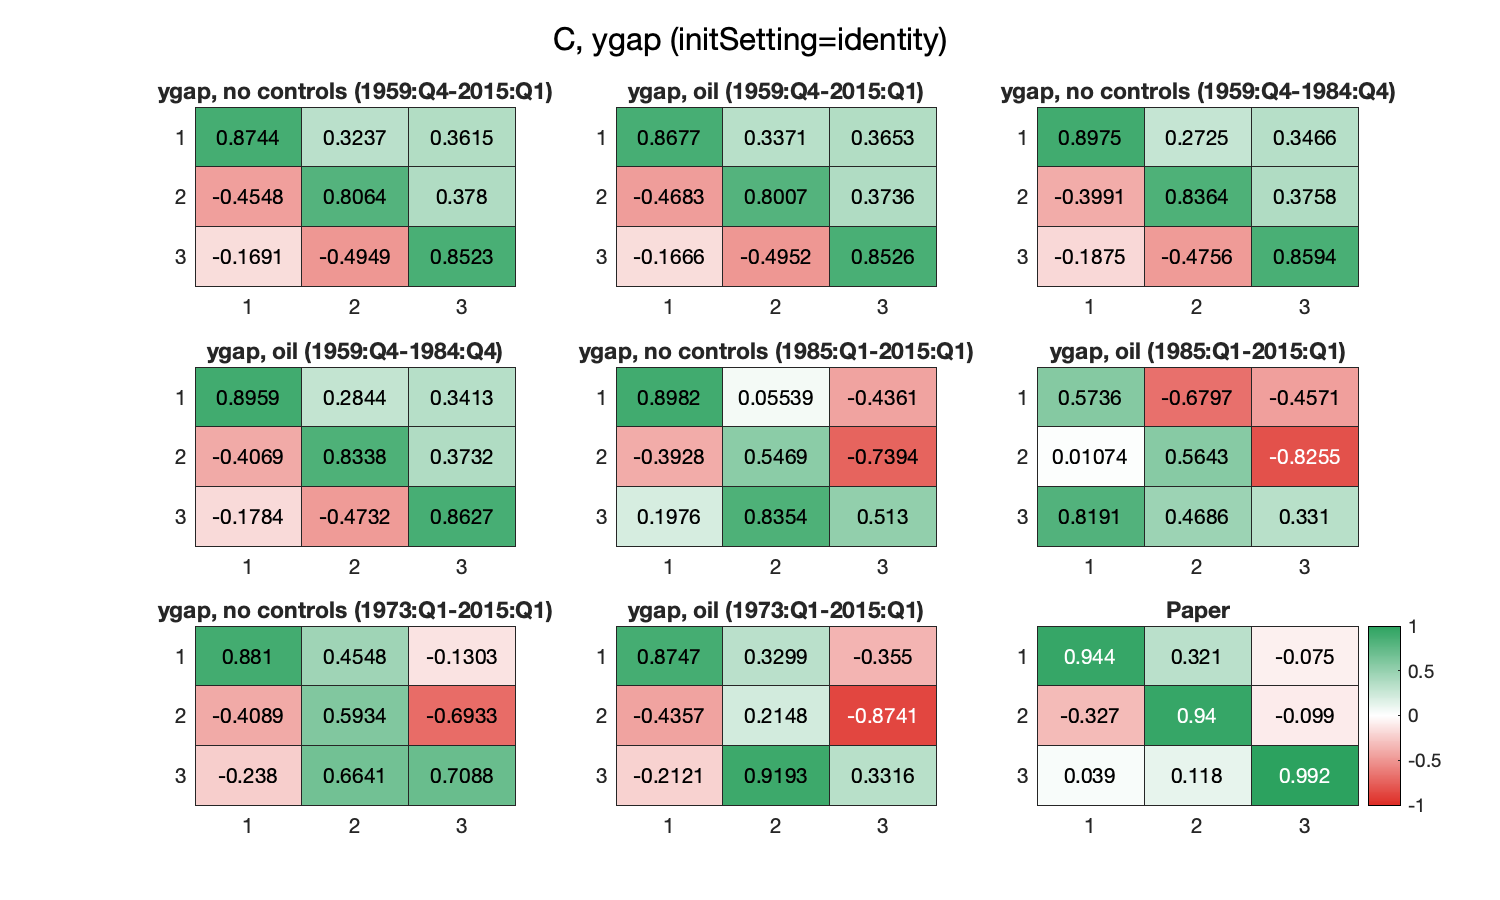 C, ygap (initSetting=identity)
ygap, no controls (1959:Q4-2015:Q1)
1 0.8744 0.3237 0.3615
2 -0.4548 0.8064 0.378
3 -0.1691 -0.4949 0.8523
1 2 3
ygap, oil (1959:Q4-2015:Q1)
1 0.8677 0.3371 0.3653
2 -0.4683 0.8007 0.3736
3 -0.1666 -0.4952 0.8526
1 2 3
ygap, no controls (1959:Q4-1984:Q4)
1 0.8975 0.2725 0.3466
2 -0.3991 0.8364 0.3758
3 -0.1875 -0.4756 0.8594
1 2 3
ygap, oil (1959:Q4-1984:Q4)
1 0.8959 0.2844 0.3413
2 -0.4069 0.8338 0.3732
3 -0.1784 -0.4732 0.8627
1 2 3
ygap, no controls (1985:Q1-2015:Q1)
1 0.8982 0.05539 -0.4361
2 -0.3928 0.5469 -0.7394
3 0.1976 0.8354 0.513
1 2 3
ygap, oil (1985:Q1-2015:Q1)
1 0.5736 -0.6797 -0.4571
2 0.01074 0.5643 -0.8255
3 0.8191 0.4686 0.331
1 2 3
ygap, no controls (1973:Q1-2015:Q1)
1 0.881 0.4548 -0.1303
2 -0.4089 0.5934 -0.6933
3 -0.238 0.6641 0.7088
1 2 3
ygap, oil (1973:Q1-2015:Q1)
1 0.8747 0.3299 -0.355
2 -0.4357 0.2148 -0.8741
3 -0.2121 0.9193 0.3316
1 2 3
Paper
1 0.944 0.321 -0.075
2 -0.327 0.94 -0.099
3 0.039 0.118 0.992
1 2 3
1
0.5
0
-0.5
-1